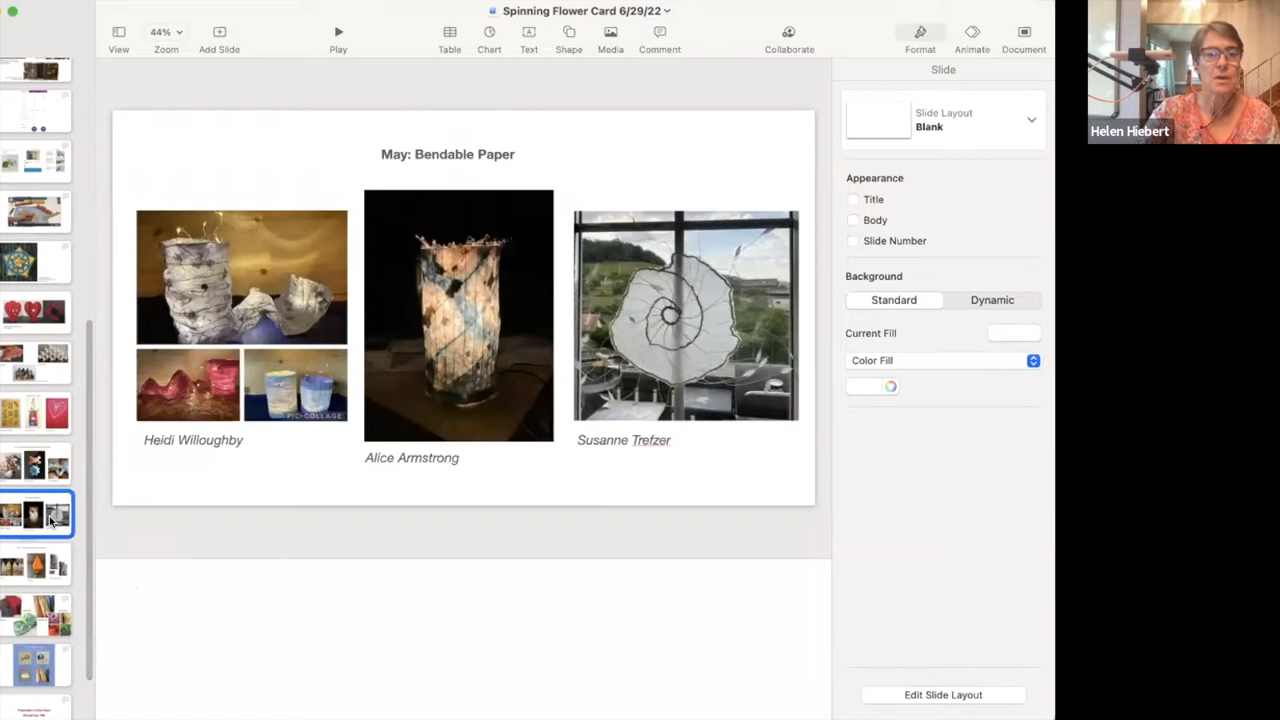 Spinning Flower Card 6/29/22
44%
View
Zoom
Add Slide
Play
Table
Chart
Text
Shape
Media
Comment
Collaborate
Format
Animate
Document
Slide
Slide Layout
Blank
Appearance
Title
Body
Slide Number
Background
Standard
Dynamic
Current Fill
Color Fill
Edit Slide Layout
May: Bendable Paper
PIC•COLLAGE
Heidi Willoughby
Alice Armstrong
Susanne Trefzer
Helen Hiebert